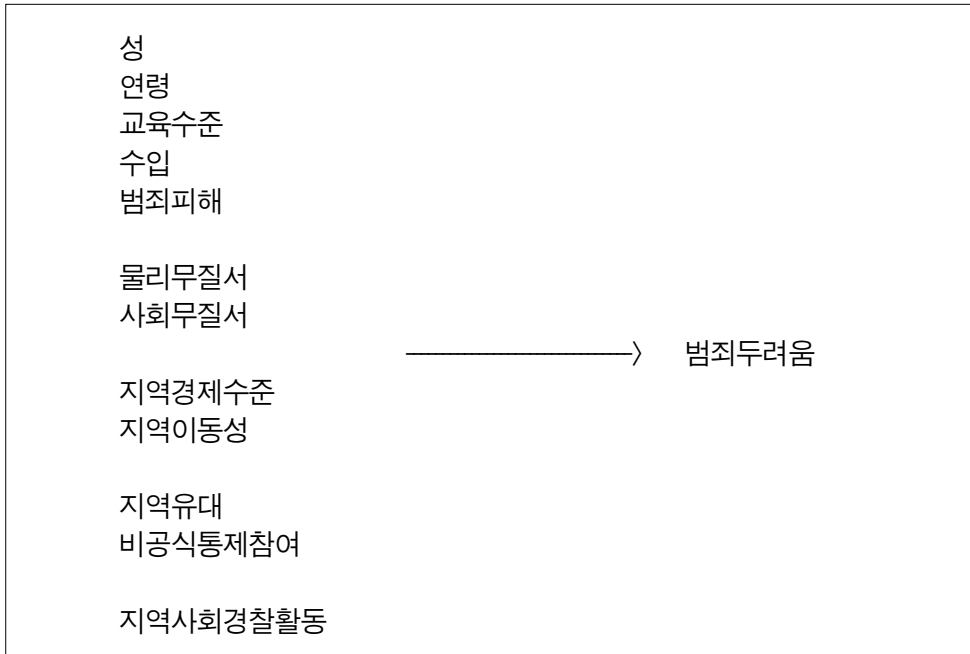 성
연령
교육수준
수입
범죄피해
물리무질서
사회무질서
범죄두려움
지역경제수준
지역이동성
지역유대
비공식통제참여
지역사회경찰활동